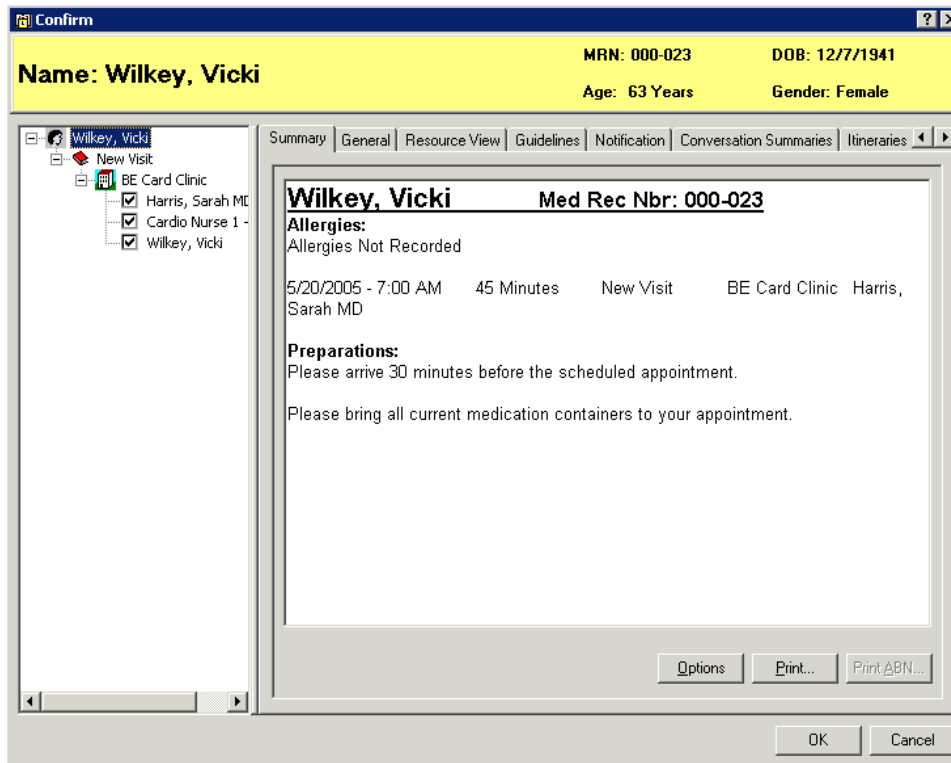 Confirm
Name: Wilkey, Vicki
MRN: 000-023
DOB: 12/7/1941
Age: 63 Years
Gender: Female
Wilkey, Vicki
New Visit
BE Card Clinic
Harris, Sarah MD
Cardio Nurse 1 -
Wilkey, Vicki
Summary General Resource View Guidelines Notification Conversation Summaries Itineraries
Wilkey, Vicki Med Rec Nbr: 000-023
Allergies:
Allergies Not Recorded
5/20/2005 - 7:00 AM 45 Minutes New Visit BE Card Clinic Harris,
Sarah MD
Preparations:
Please arrive 30 minutes before the scheduled appointment.
Please bring all current medication containers to your appointment.
Options Print... Print ABN...
OK Cancel